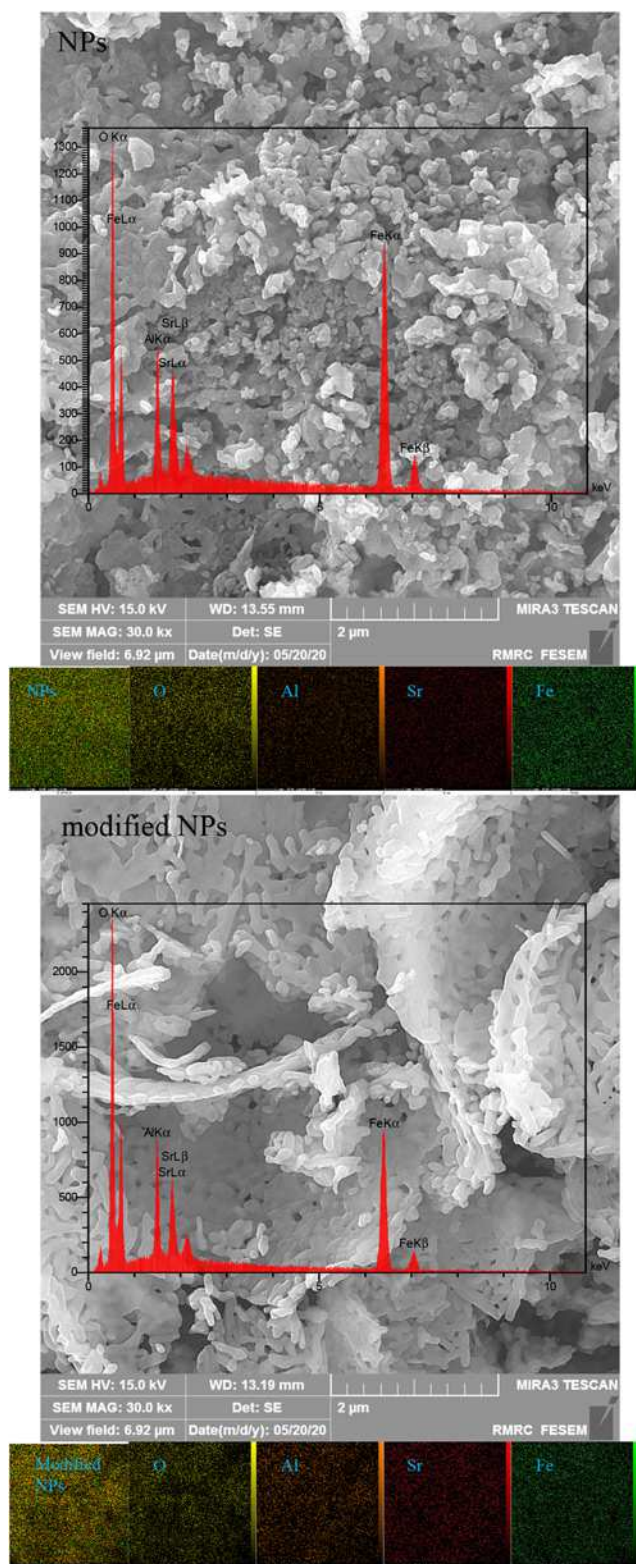 NPs
O Kα
1300
1200
1100
FeLα
1000
900
FeKα
800
700
SrLβ
600
AlKα
500
SrLα
400
300
200
FeKβ
100
0
0
5
10
keV
SEM HV: 15.0 kV WD: 13.55 mm MIRA3 TESCAN
SEM MAG: 30.0 kx Det: SE 2 µm
View field: 6.92 µm Date(m/d/y): 05/20/20 RMRC FESEM
NPs O Al Sr Fe
modified NPs
O Kα
2000
FeLα
1500
1000
AlKα
FeKα
SrLβ
SrLα
500
FeKβ
0
0
5
10
keV
SEM HV: 15.0 kV WD: 13.19 mm MIRA3 TESCAN
SEM MAG: 30.0 kx Det: SE 2 µm
View field: 6.92 µm Date(m/d/y): 05/20/20 RMRC FESEM
Modified O Al Sr Fe
NPs